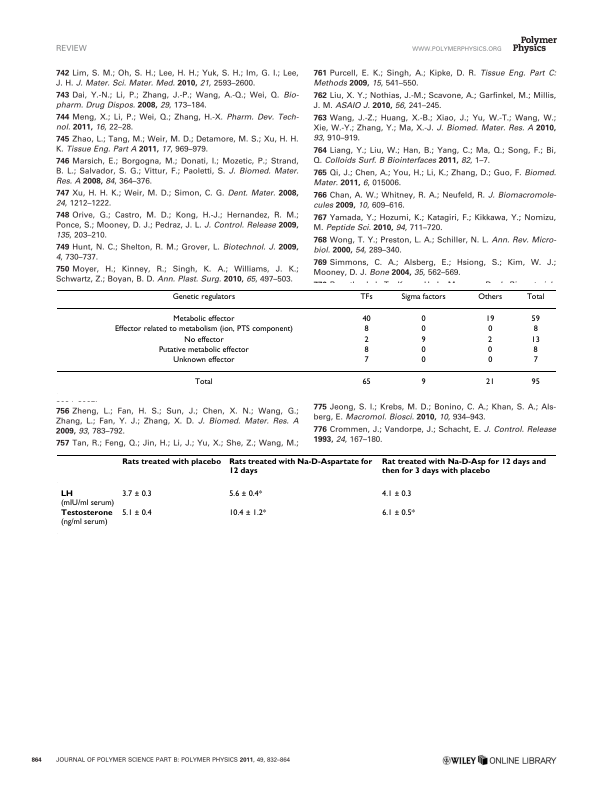 REVIEW
WWW.POLYMERPHYSICS.ORG
Polymer
Physics
742 Lim, S. M.; Oh, S. H.; Lee, H. H.; Yuk, S. H.; Im, G. I.; Lee,
J. H. J. Mater. Sci. Mater. Med. 2010, 21, 2593–2600.
743 Dai, Y.-N.; Li, P.; Zhang, J.-P.; Wang, A.-Q.; Wei, Q. Bio-
pharm. Drug Dispos. 2008, 29, 173–184.
744 Meng, X.; Li, P.; Wei, Q.; Zhang, H.-X. Pharm. Dev. Tech-
nol. 2011, 16, 22–28.
745 Zhao, L.; Tang, M.; Weir, M. D.; Detamore, M. S.; Xu, H. H.
K. Tissue Eng. Part A 2011, 17, 969–979.
746 Marsich, E.; Borgogna, M.; Donati, I.; Mozetic, P.; Strand,
B. L.; Salvador, S. G.; Vittur, F.; Paoletti, S. J. Biomed. Mater.
Res. A 2008, 84, 364–376.
747 Xu, H. H. K.; Weir, M. D.; Simon, C. G. Dent. Mater. 2008,
24, 1212–1222.
748 Orive, G.; Castro, M. D.; Kong, H.-J.; Hernandez, R. M.;
Ponce, S.; Mooney, D. J.; Pedraz, J. L. J. Control. Release 2009,
135, 203–210.
749 Hunt, N. C.; Shelton, R. M.; Grover, L. Biotechnol. J. 2009,
4, 730–737.
750 Moyer, H.; Kinney, R.; Singh, K. A.; Williams, J. K.;
Schwartz, Z.; Boyan, B. D. Ann. Plast. Surg. 2010, 65, 497–503.
761 Purcell, E. K.; Singh, A.; Kipke, D. R. Tissue Eng. Part C:
Methods 2009, 15, 541–550.
762 Liu, X. Y.; Nothias, J.-M.; Scavone, A.; Garfinkel, M.; Millis,
J. M. ASAIO J. 2010, 56, 241–245.
763 Wang, J.-Z.; Huang, X.-B.; Xiao, J.; Yu, W.-T.; Wang, W.;
Xie, W.-Y.; Zhang, Y.; Ma, X.-J. J. Biomed. Mater. Res. A 2010,
93, 910–919.
764 Liang, Y.; Liu, W.; Han, B.; Yang, C.; Ma, Q.; Song, F.; Bi,
Q. Colloids Surf. B Biointerfaces 2011, 82, 1–7.
765 Qi, J.; Chen, A.; You, H.; Li, K.; Zhang, D.; Guo, F. Biomed.
Mater. 2011, 6, 015006.
766 Chan, A. W.; Whitney, R. A.; Neufeld, R. J. Biomacromole-
cules 2009, 10, 609–616.
767 Yamada, Y.; Hozumi, K.; Katagiri, F.; Kikkawa, Y.; Nomizu,
M. Peptide Sci. 2010, 94, 711–720.
768 Wong, T. Y.; Preston, L. A.; Schiller, N. L. Ann. Rev. Micro-
biol. 2000, 54, 289–340.
769 Simmons, C. A.; Alsberg, E.; Hsiong, S.; Kim, W. J.;
Mooney, D. J. Bone 2004, 35, 562–569.
Genetic regulators TFs Sigma factors Others Total
Metabolic effector 40 0 19 59
Effector related to metabolism (ion, PTS component) 8 0 0 8
No effector 2 9 2 13
Putative metabolic effector 8 0 0 8
Unknown effector 7 0 0 7
Total 65 9 21 95
756 Zheng, L.; Fan, H. S.; Sun, J.; Chen, X. N.; Wang, G.;
Zhang, L.; Fan, Y. J.; Zhang, X. D. J. Biomed. Mater. Res. A
2009, 93, 783–792.
757 Tan, R.; Feng, Q.; Jin, H.; Li, J.; Yu, X.; She, Z.; Wang, M.;
775 Jeong, S. I.; Krebs, M. D.; Bonino, C. A.; Khan, S. A.; Als-
berg, E. Macromol. Biosci. 2010, 10, 934–943.
776 Crommen, J.; Vandorpe, J.; Schacht, E. J. Control. Release
1993, 24, 167–180.
Rats treated with placebo Rats treated with Na-D-Aspartate for Rats treated with Na-D-Asp for 12 days and
12 days then for 3 days with placebo
LH 3.7 ± 0.3 5.6 ± 0.4* 4.1 ± 0.3
(mIU/ml serum)
Testosterone 5.1 ± 0.4 10.4 ± 1.2* 6.1 ± 0.5*
(ng/ml serum)
864 JOURNAL OF POLYMER SCIENCE PART B: POLYMER PHYSICS 2011, 49, 832–864
WILEY ONLINE LIBRARY